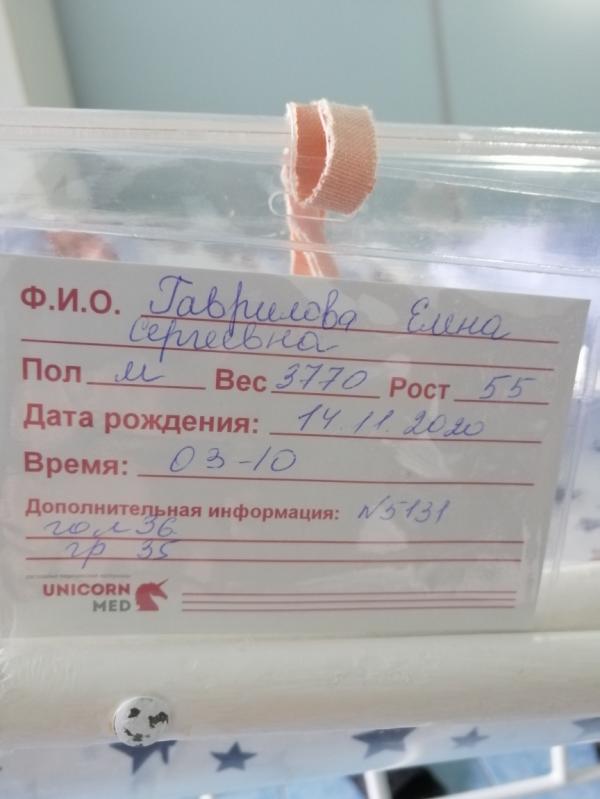 Ф.И.О. Гаврилова Елена
Сергеевна
Пол м Вес 3770 Рост 55
Дата рождения: 14.11.2020
Время: 03-10
Дополнительная информация: №5131
гол 36
гр 35
UNICORN
MED